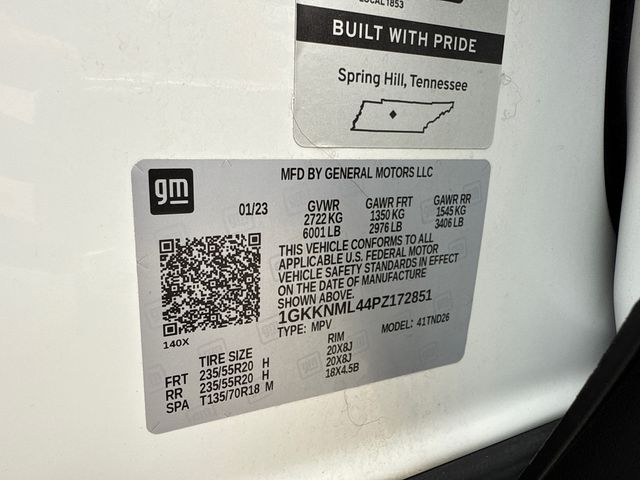 LOCAL1853
BUILT WITH PRIDE
Spring Hill, Tennessee
gm
MFD BY GENERAL MOTORS LLC
01/23 GVWR GAWR FRT GAWR RR
2722 KG 1350 KG 1545 KG
6001 LB 2976 LB 3406 LB
THIS VEHICLE CONFORMS TO ALL
APPLICABLE U.S. FEDERAL MOTOR
VEHICLE SAFETY STANDARDS IN EFFECT
ON THE DATE OF MANUFACTURE
SHOWN ABOVE.
1GKKNML44PZ172851
140X
TYPE: MPV MODEL: 41TND26
TIRE SIZE RIM
FRT 235/55R20 H 20X8J
RR 235/55R20 H 20X8J
SPA T135/70R18 M 18X4.5B